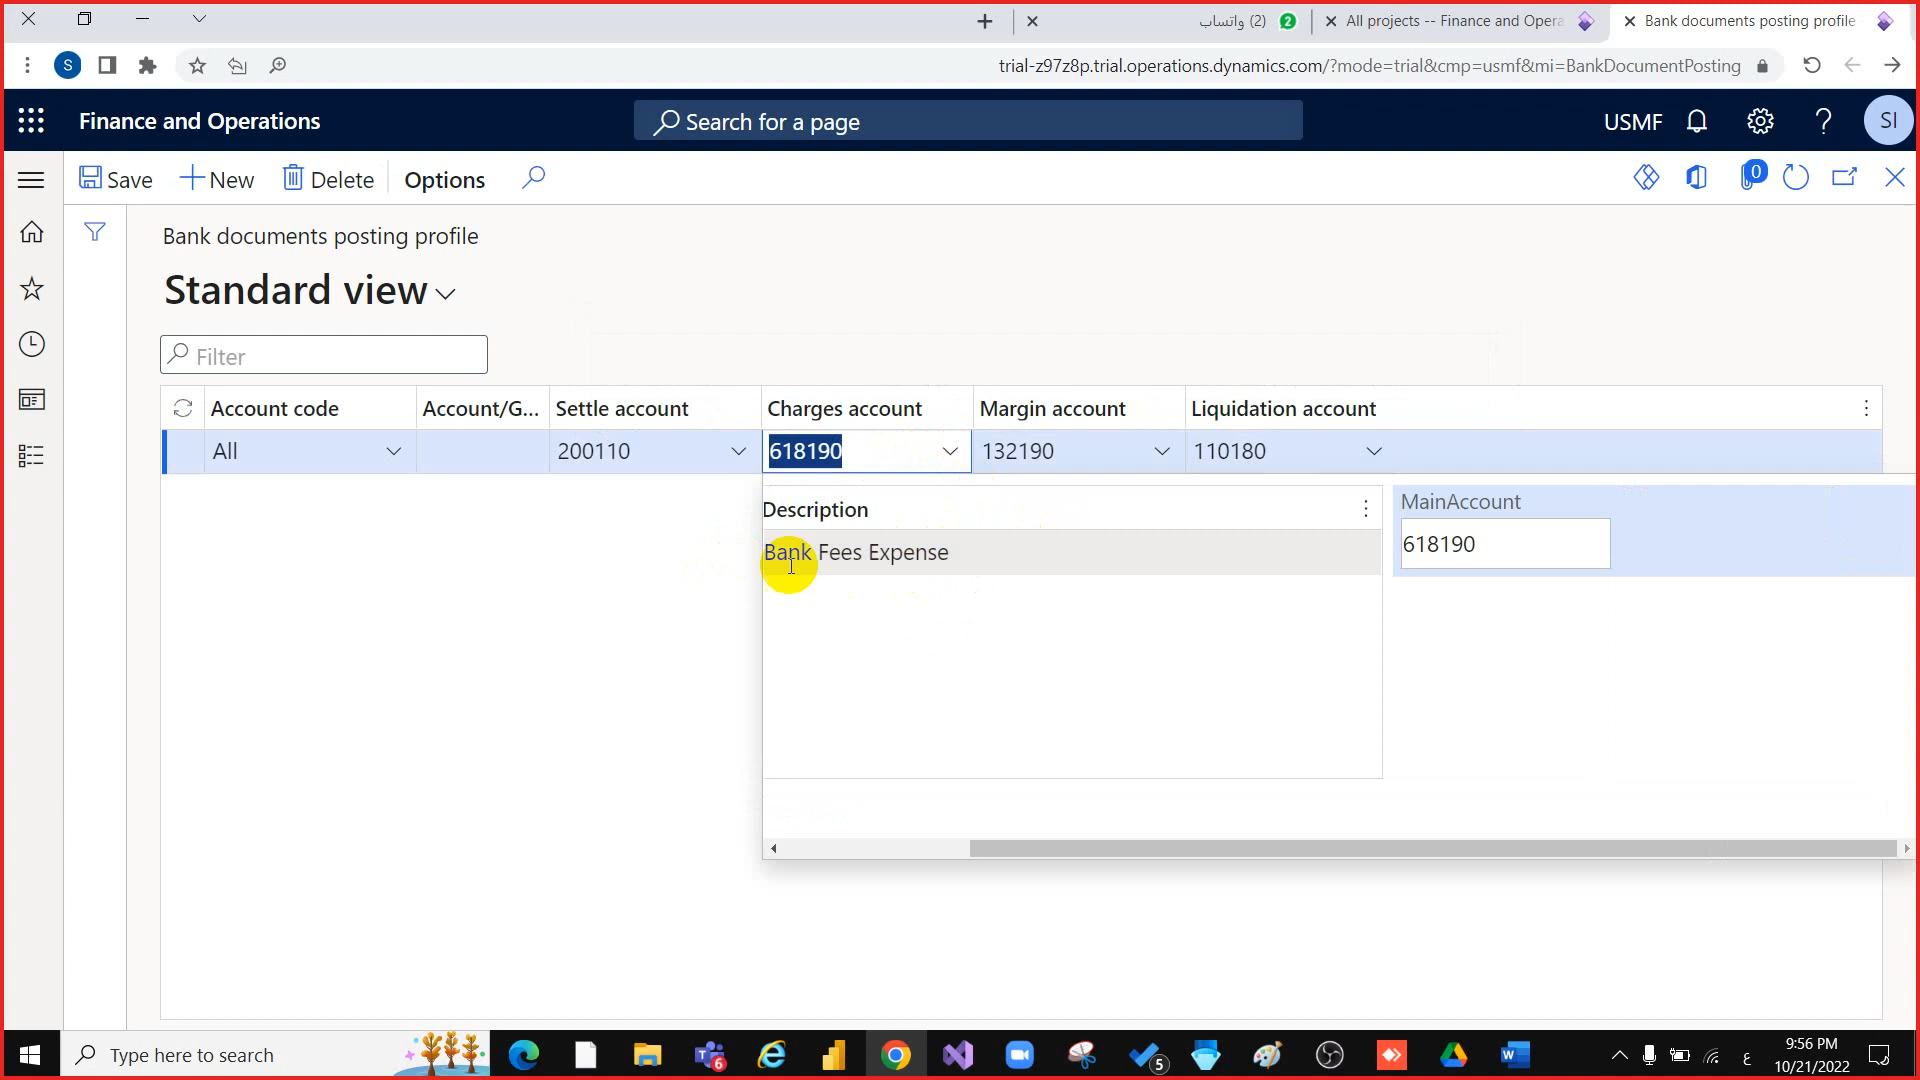 واتساب (2)
2
All projects -- Finance and Opera
Bank documents posting profile
S
trial-z97z8p.trial.operations.dynamics.com/?mode=trial&cmp=usmf&mi=BankDocumentPosting
Finance and Operations
Search for a page
USMF
?
SI
Save
New
Delete
Options
0
Bank documents posting profile
Standard view
Filter
Account code
Account/G...
Settle account
Charges account
Margin account
Liquidation account
All
200110
618190
132190
110180
Description
MainAccount
Bank Fees Expense
618190
Type here to search
6
5
ع
9:56 PM
10/21/2022